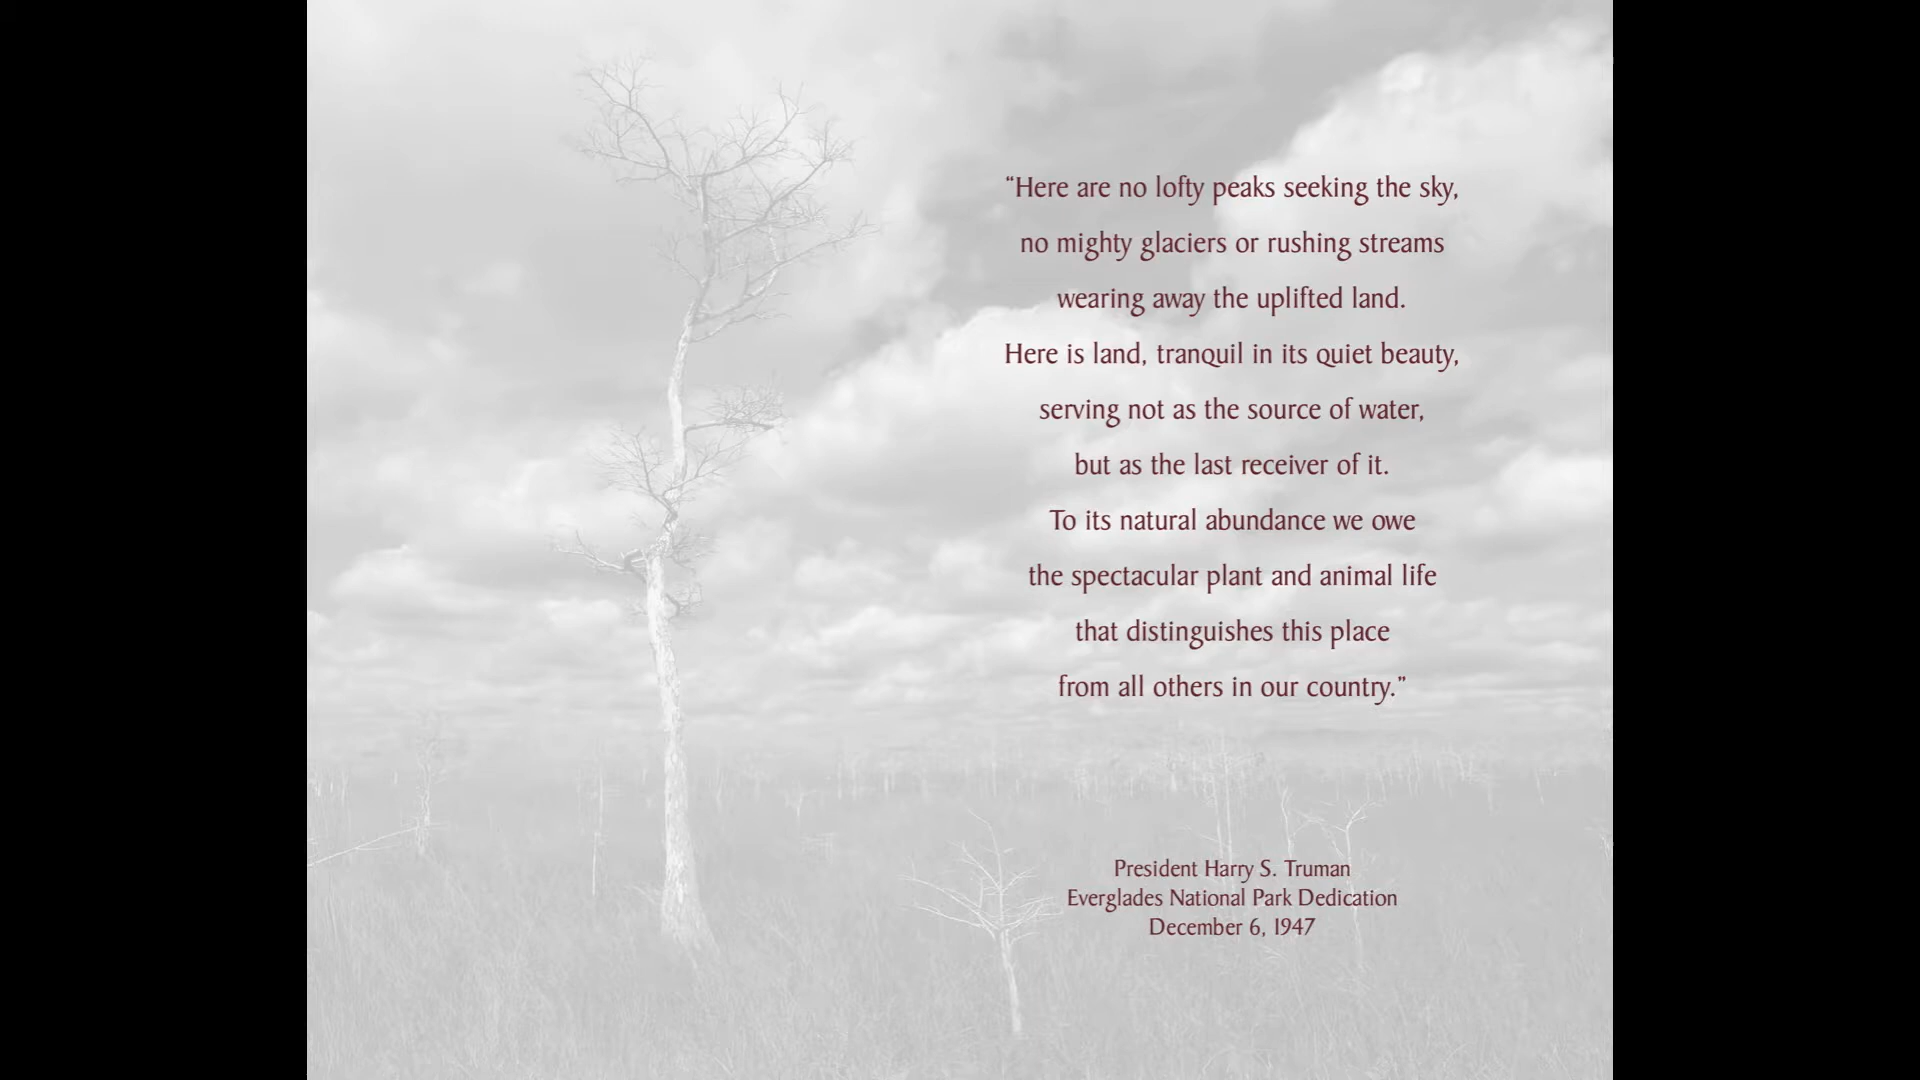 “Here are no lofty peaks seeking the sky,
no mighty glaciers or rushing streams
wearing away the uplifted land.
Here is land, tranquil in its quiet beauty,
serving not as the source of water,
but as the last receiver of it.
To its natural abundance we owe
the spectacular plant and animal life
that distinguishes this place
from all others in our country.”
President Harry S. Truman
Everglades National Park Dedication
December 6, 1947